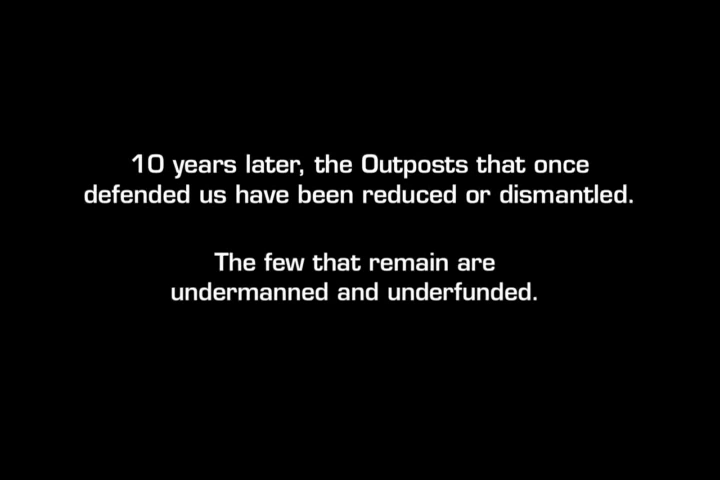 10 years later, the Outposts that once
defended us have been reduced or dismantled.
The few that remain are
undermanned and underfunded.